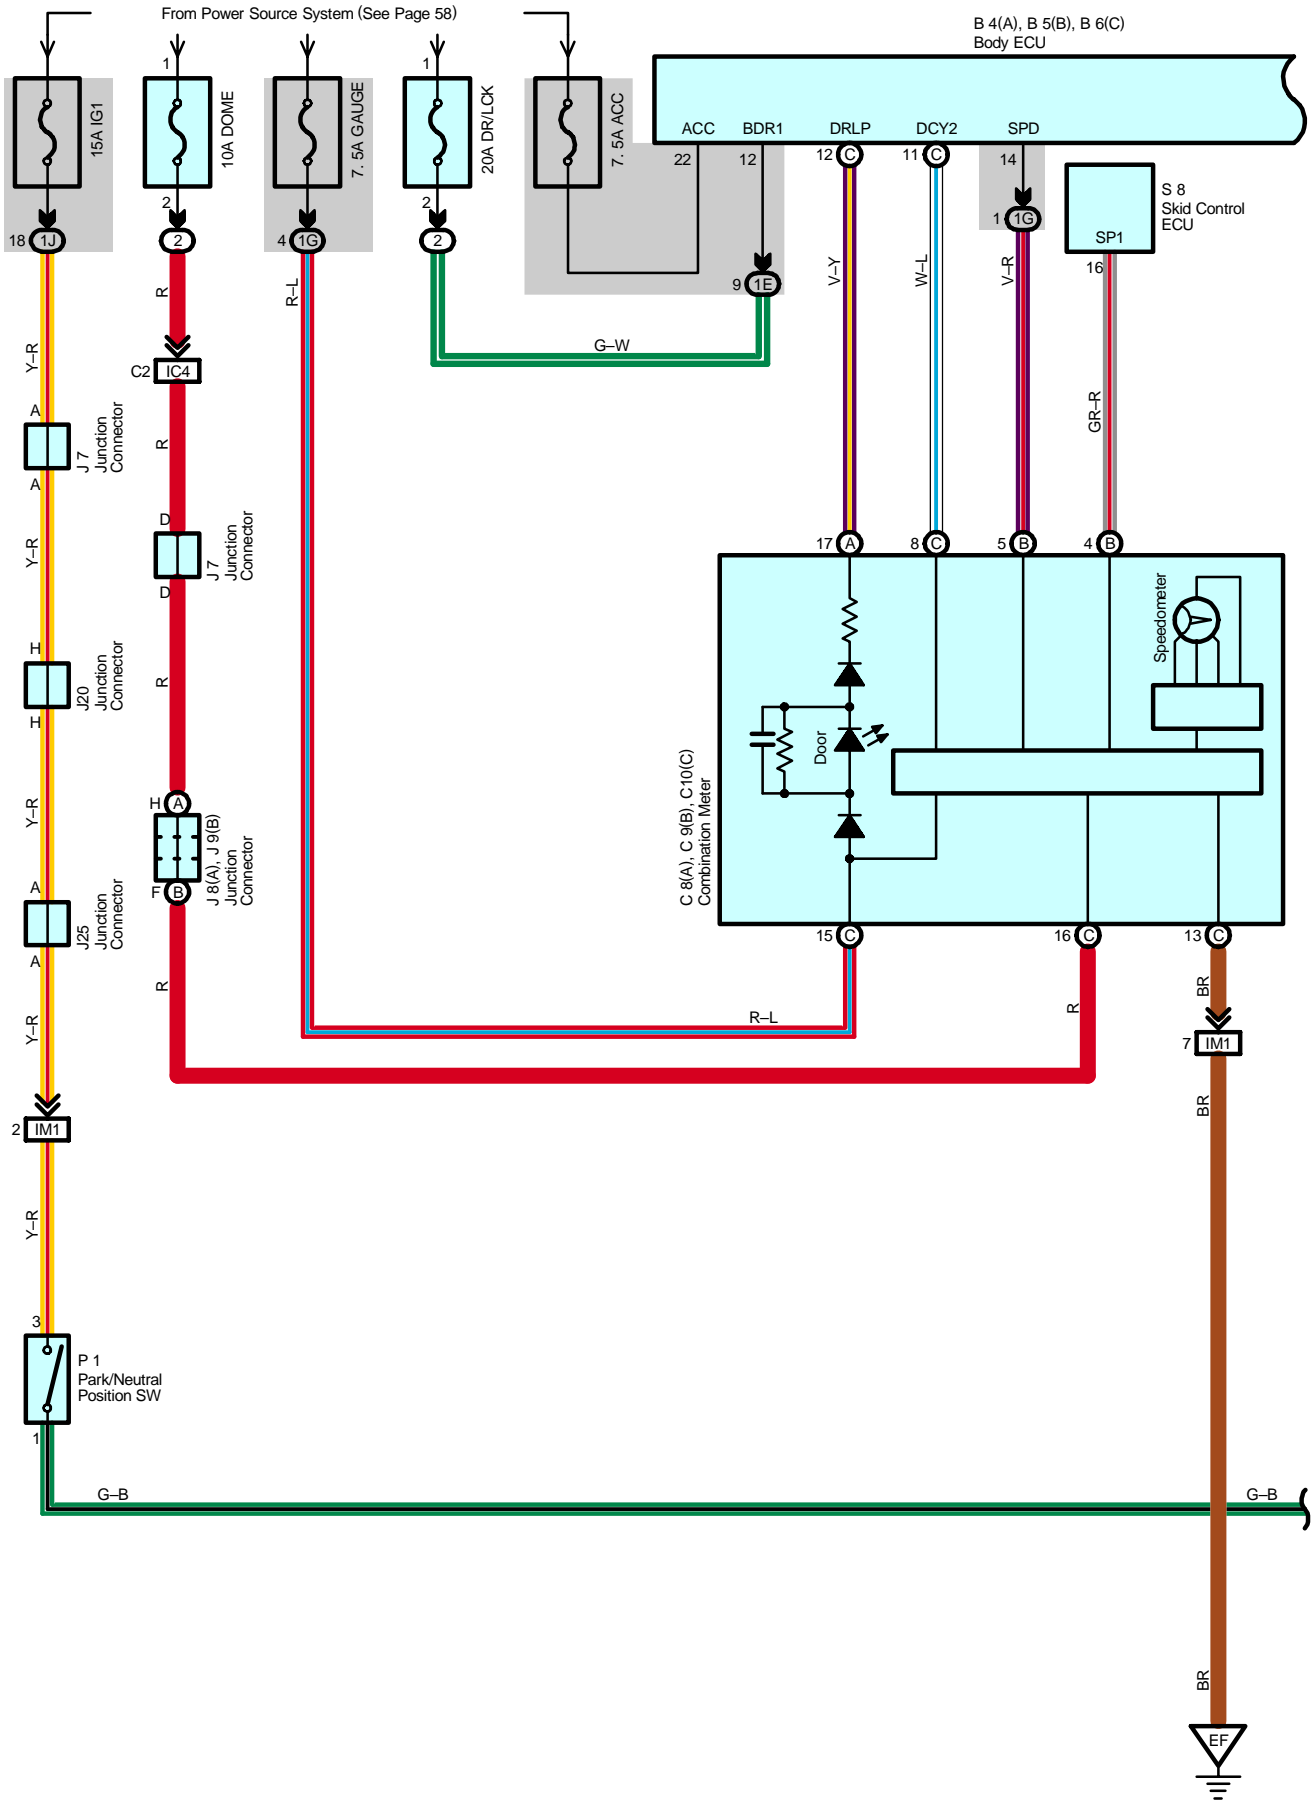 From Power Source System (See Page 58)
B 4(A), B 5(B), B 6(C)
Body ECU
1
1
15A IG1
10A DOME
7. 5A GAUGE
20A DR/LCK
7. 5A ACC
ACC
BDR1
DRLP
DCY2
SPD
22
12
12
C
11
C
14
S 8
Skid Control
ECU
SP1
16
2
2
1
1G
18
1J
2
4
1G
2
9
1E
R
R–L
V–Y
W–L
V–R
GR–R
G–W
Y–R
C2
IC4
A
J 7
Junction
Connector
A
R
D
J 7
Junction
Connector
D
Y–R
17
A
8
C
5
B
4
B
Speedometer
Door
C 8(A), C 9(B), C10(C)
Combination Meter
H
J20
Junction
Connector
H
R
Y–R
H
A
J 8(A), J 9(B)
Junction
Connector
F
B
A
J25
Junction
Connector
A
15
C
16
C
13
C
R
Y–R
R–L
R
BR
7
IM1
BR
2
IM1
Y–R
3
P 1
Park/Neutral
Position SW
1
G–B
G–B
BR
EF